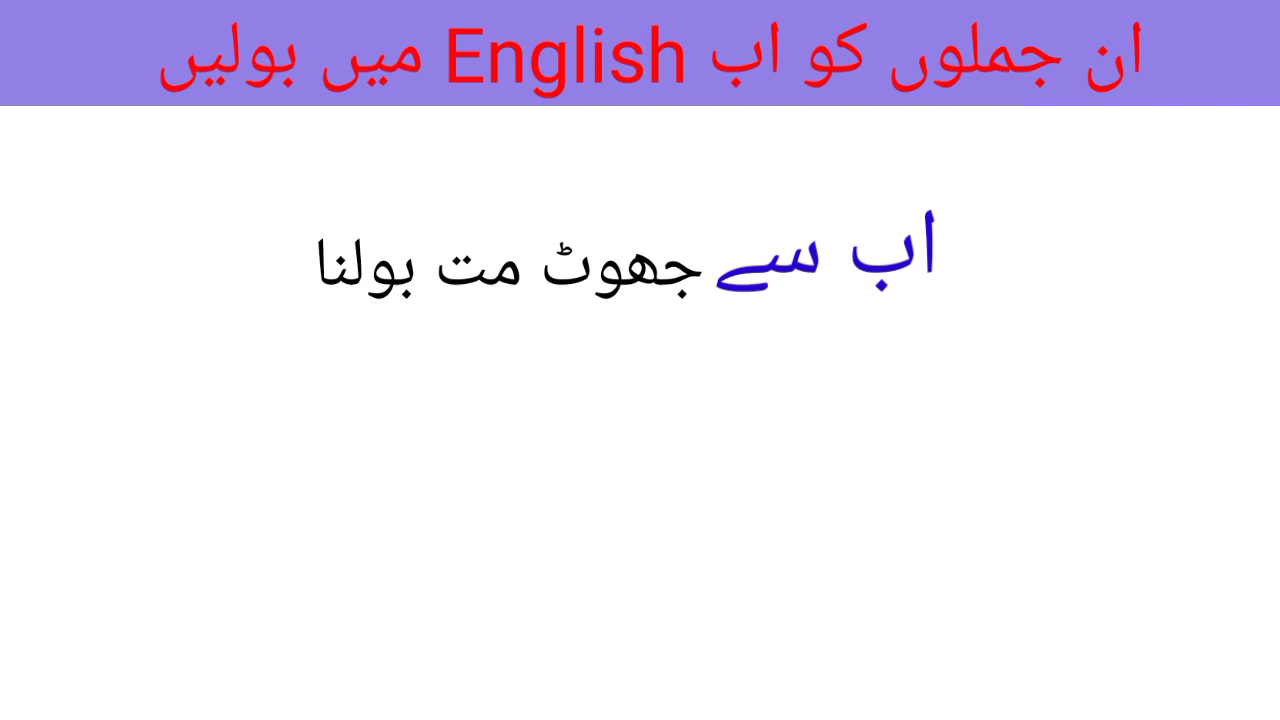 ان جملوں کو اب English میں بولیں
اب سے جھوٹ مت بولنا